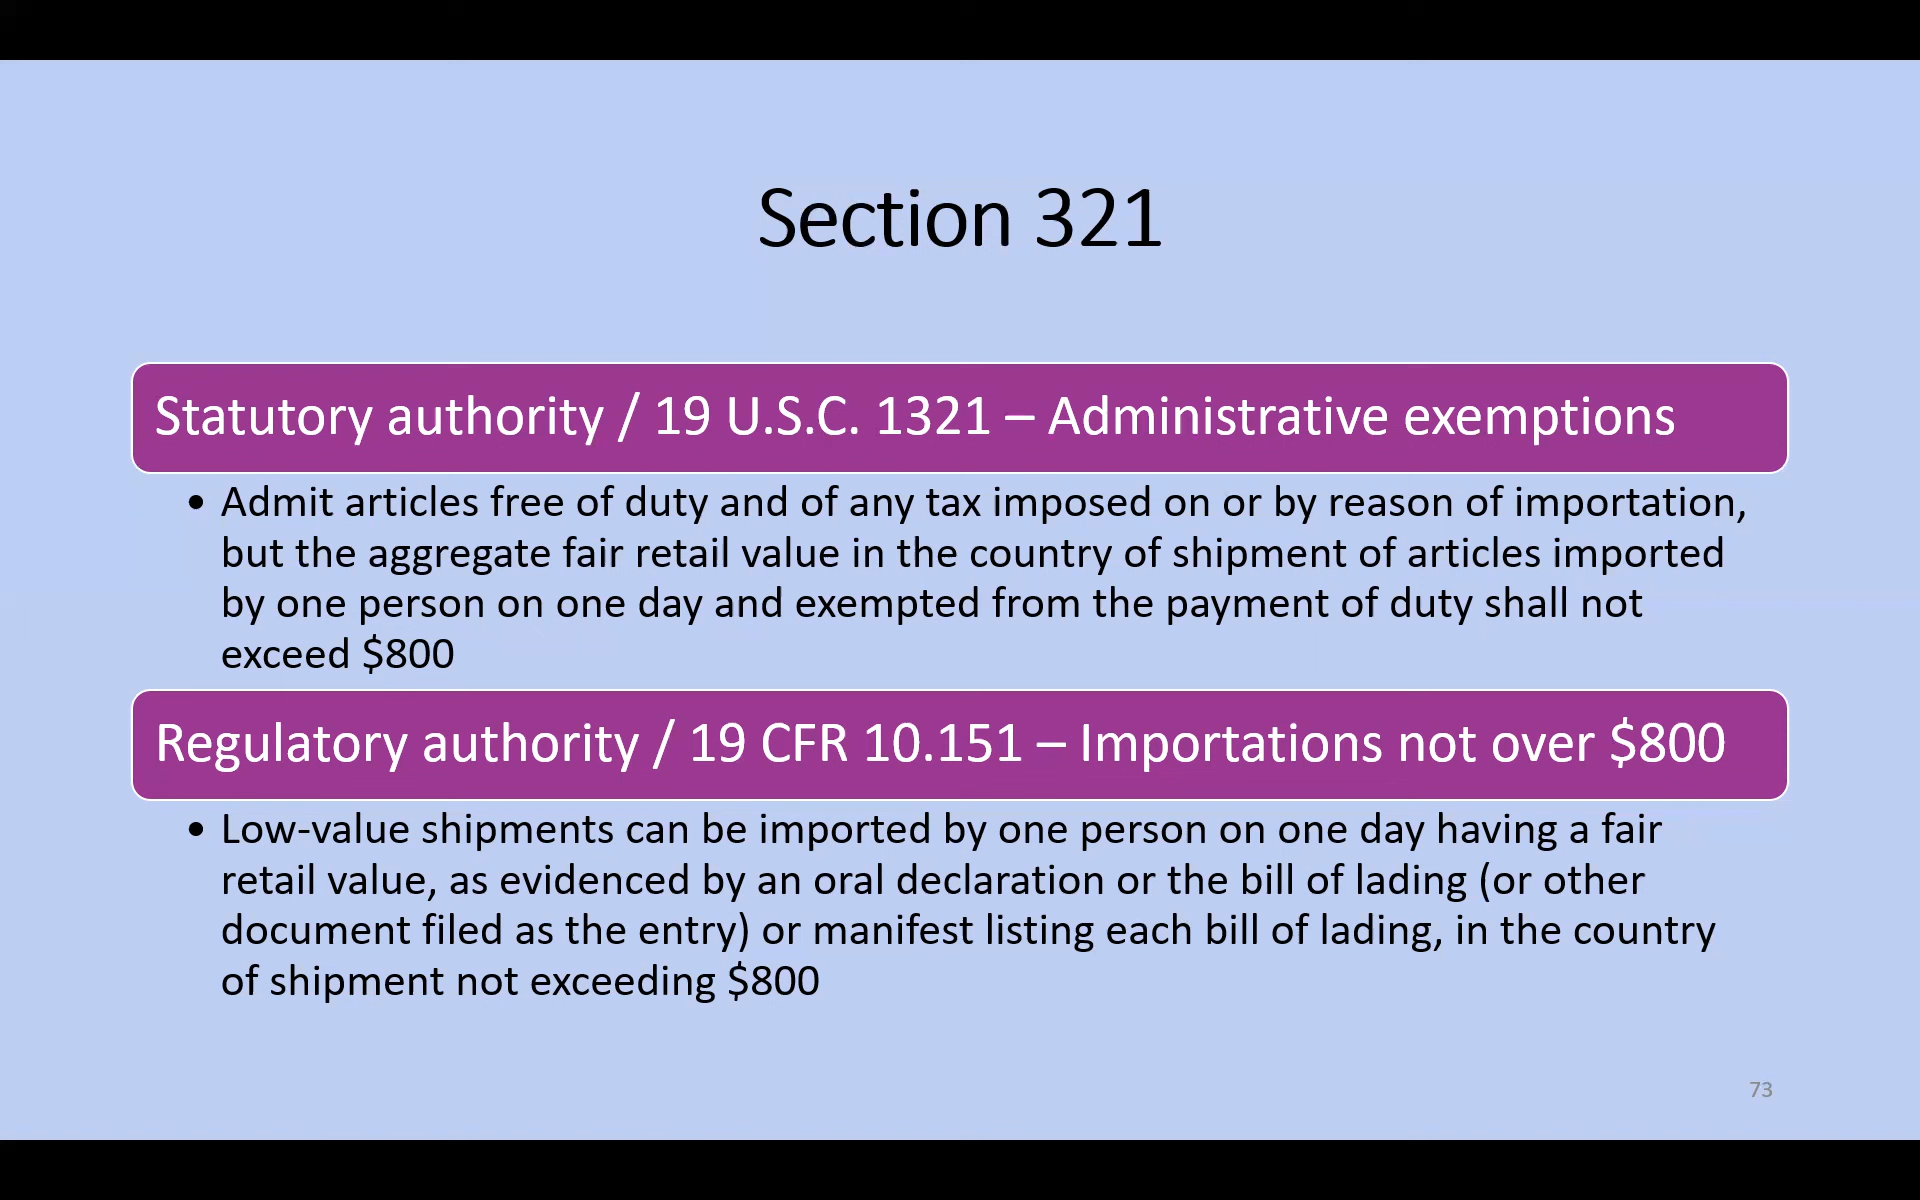 Section 321
Statutory authority / 19 U.S.C. 1321 – Administrative exemptions
• Admit articles free of duty and of any tax imposed on or by reason of importation,
but the aggregate fair retail value in the country of shipment of articles imported
by one person on one day and exempted from the payment of duty shall not
exceed $800
Regulatory authority / 19 CFR 10.151 – Importations not over $800
• Low-value shipments can be imported by one person on one day having a fair
retail value, as evidenced by an oral declaration or the bill of lading (or other
document filed as the entry) or manifest listing each bill of lading, in the country
of shipment not exceeding $800
73